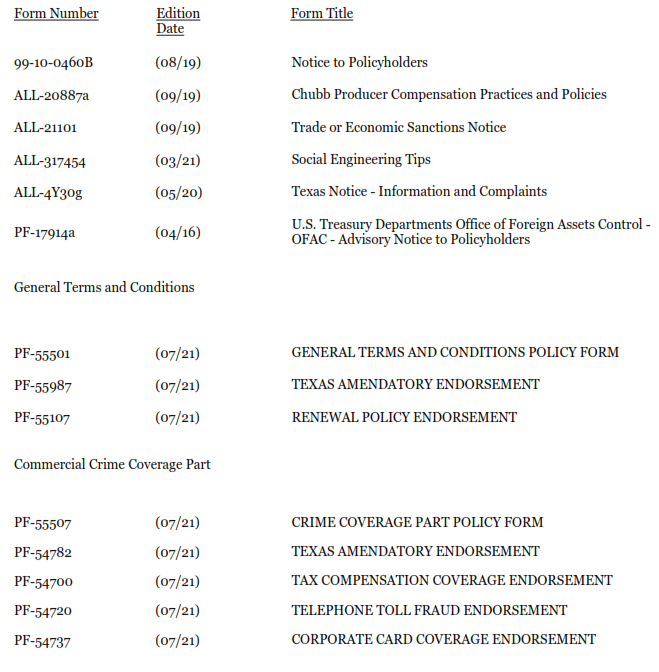 Form Number Edition Date Form Title
99-10-0460B (08/19) Notice to Policyholders
ALL-20887a (09/19) Chubb Producer Compensation Practices and Policies
ALL-21101 (09/19) Trade or Economic Sanctions Notice
ALL-317454 (03/21) Social Engineering Tips
ALL-4Y30g (05/20) Texas Notice - Information and Complaints
PF-17914a (04/16) U.S. Treasury Departments Office of Foreign Assets Control -
OFAC - Advisory Notice to Policyholders
General Terms and Conditions
PF-55501 (07/21) GENERAL TERMS AND CONDITIONS POLICY FORM
PF-55987 (07/21) TEXAS AMENDATORY ENDORSEMENT
PF-55107 (07/21) RENEWAL POLICY ENDORSEMENT
Commercial Crime Coverage Part
PF-55507 (07/21) CRIME COVERAGE PART POLICY FORM
PF-54782 (07/21) TEXAS AMENDATORY ENDORSEMENT
PF-54700 (07/21) TAX COMPENSATION COVERAGE ENDORSEMENT
PF-54720 (07/21) TELEPHONE TOLL FRAUD ENDORSEMENT
PF-54737 (07/21) CORPORATE CARD COVERAGE ENDORSEMENT